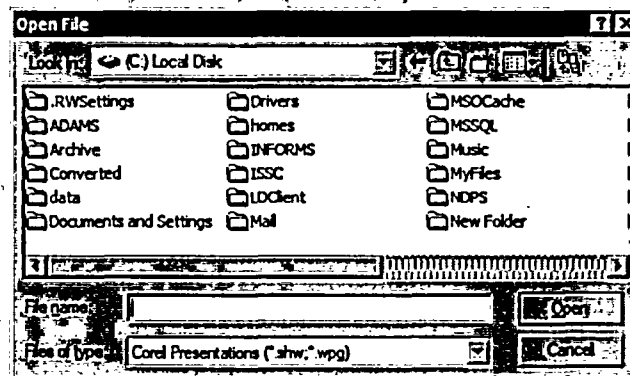 Open File
Look in: (C:) Local Disk
.RWSettings Drivers MSOCache
ADAMS homes MSSQL
Archive INFORMS Music
Converted ISSC MyFiles
data LDClient NDPS
Documents and Settings Mail New Folder
File name:
Open
Files of type: Corel Presentations (*.shw;*.wpg)
Cancel